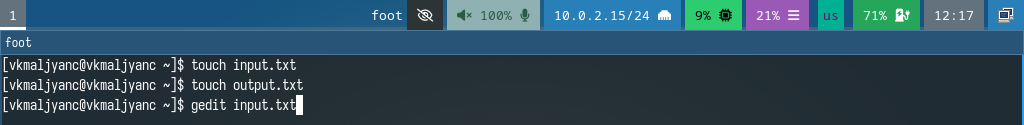 1 foot 100% 10.0.2.15/24 9% 21% us 71% 12:17
foot
[vkmaljyanc@vkmaljyanc ~]$ touch input.txt
[vkmaljyanc@vkmaljyanc ~]$ touch output.txt
[vkmaljyanc@vkmaljyanc ~]$ gedit input.txt